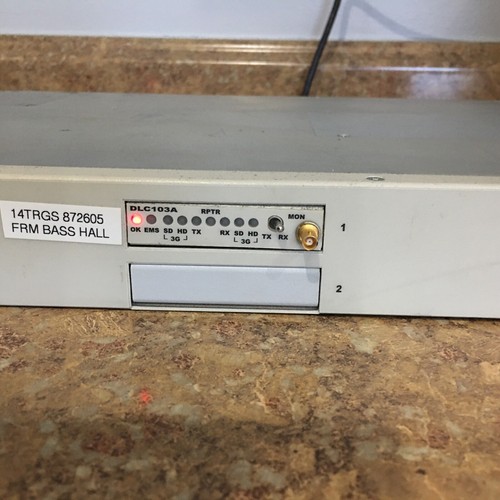 14TRGS 872605
FRM BASS HALL
DLC103A
RPTR
MON
OK EMS SD HD TX RX SD HD TX RX
3G 3G
1
2